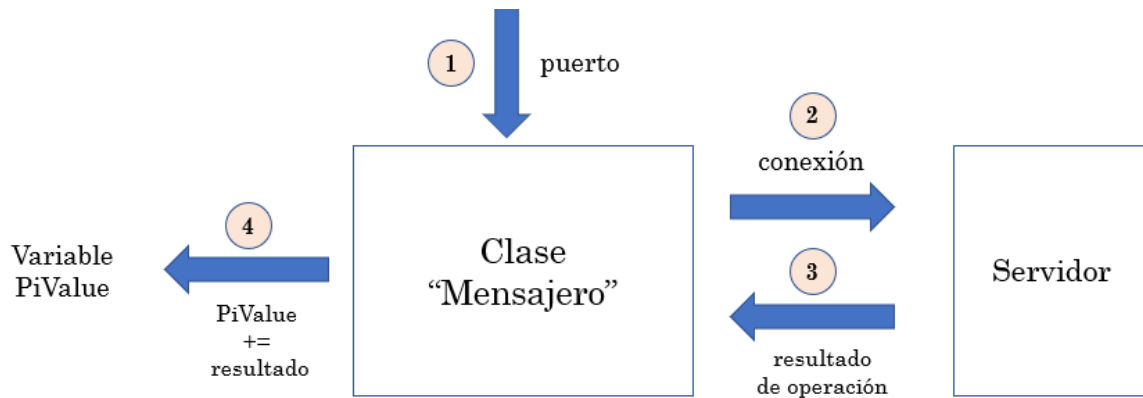 1
puerto
2
conexión
4
Variable
PiValue
Clase
“Mensajero”
3
Servidor
PiValue
+=
resultado
resultado
de operación